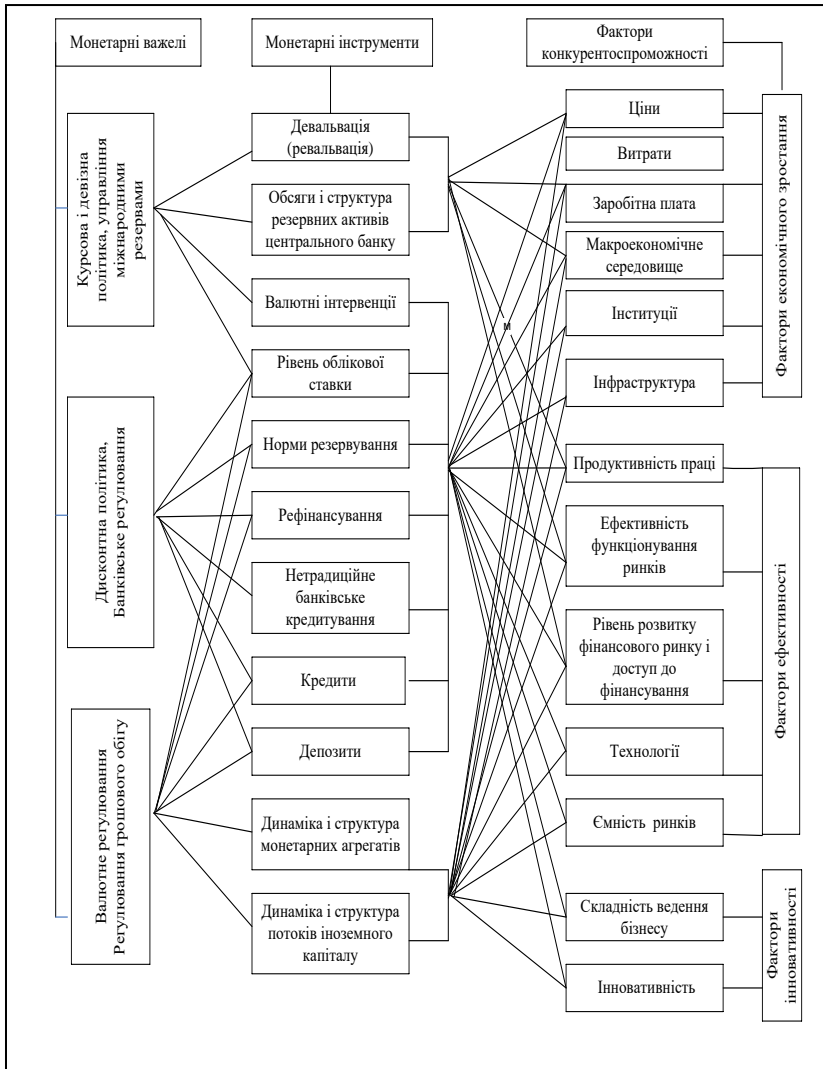 Монетарні важелі
Монетарні інструменти
Фактори
конкурентоспроможності
Курсова і девізна
політика, управління
міжнародними
резервами
Дисконтна політика,
Банківське регулювання
Валютне регулювання
Регулювання грошового обігу
Девальвація
(ревальвація)
Обсяги і структура
резервних активів
центрального банку
Валютні інтервенції
Рівень облікової
ставки
Норми резервування
Рефінансування
Нетрадиційне
банківське
кредитування
Кредити
Депозити
Динаміка і структура
монетарних агрегатів
Динаміка і структура
потоків іноземного
капіталу
м
Ціни
Витрати
Заробітна плата
Макроекономічне
середовище
Інституції
Інфраструктура
Продуктивність праці
Ефективність
функціонування
ринків
Рівень розвитку
фінансового ринку і
доступ до
фінансування
Технології
Ємність ринків
Складність ведення
бізнесу
Інновативність
Фактори економічного зростання
Фактори ефективності
Фактори
інновативності